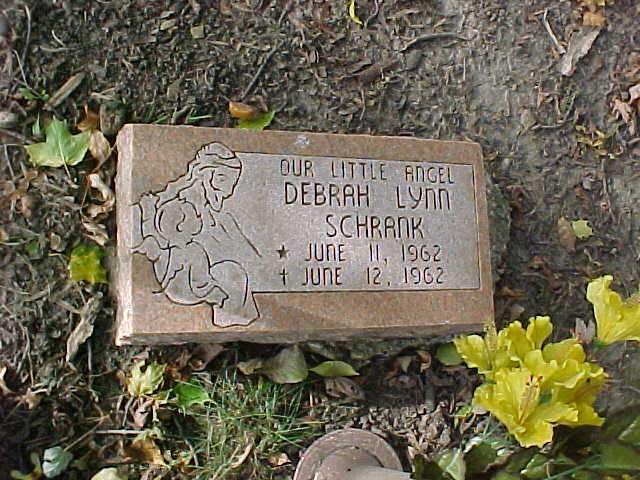 OUR LITTLE ANGEL
DEBRAH LYNN
SCHRANK
★ JUNE 11, 1962
✝ JUNE 12, 1962